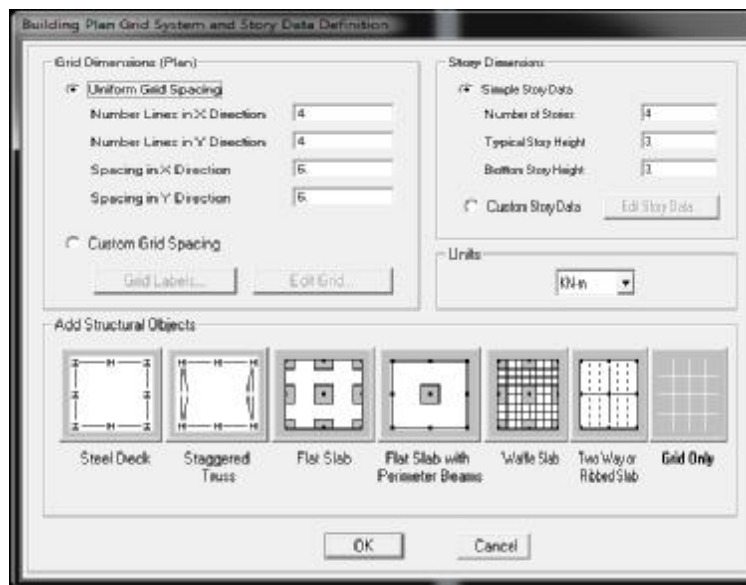 Building Plan Grid System and Story Data Definition
Grid Dimensions (Plan)
Uniform Grid Spacing
Number Lines in X Direction 4
Number Lines in Y Direction 4
Spacing in X Direction 6.
Spacing in Y Direction 6.
Custom Grid Spacing
Grid Labels... Edit Grid...
Story Dimensions
Simple Story Data
Number of Stories 4
Typical Story Height 3.
Bottom Story Height 3.
Custom Story Data Edit Story Data...
Units
KN-m
Add Structural Objects
Steel Deck
Staggered Truss
Flat Slab
Flat Slab with Perimeter Beams
Waffle Slab
Two Way or Ribbed Slab
Grid Only
OK Cancel